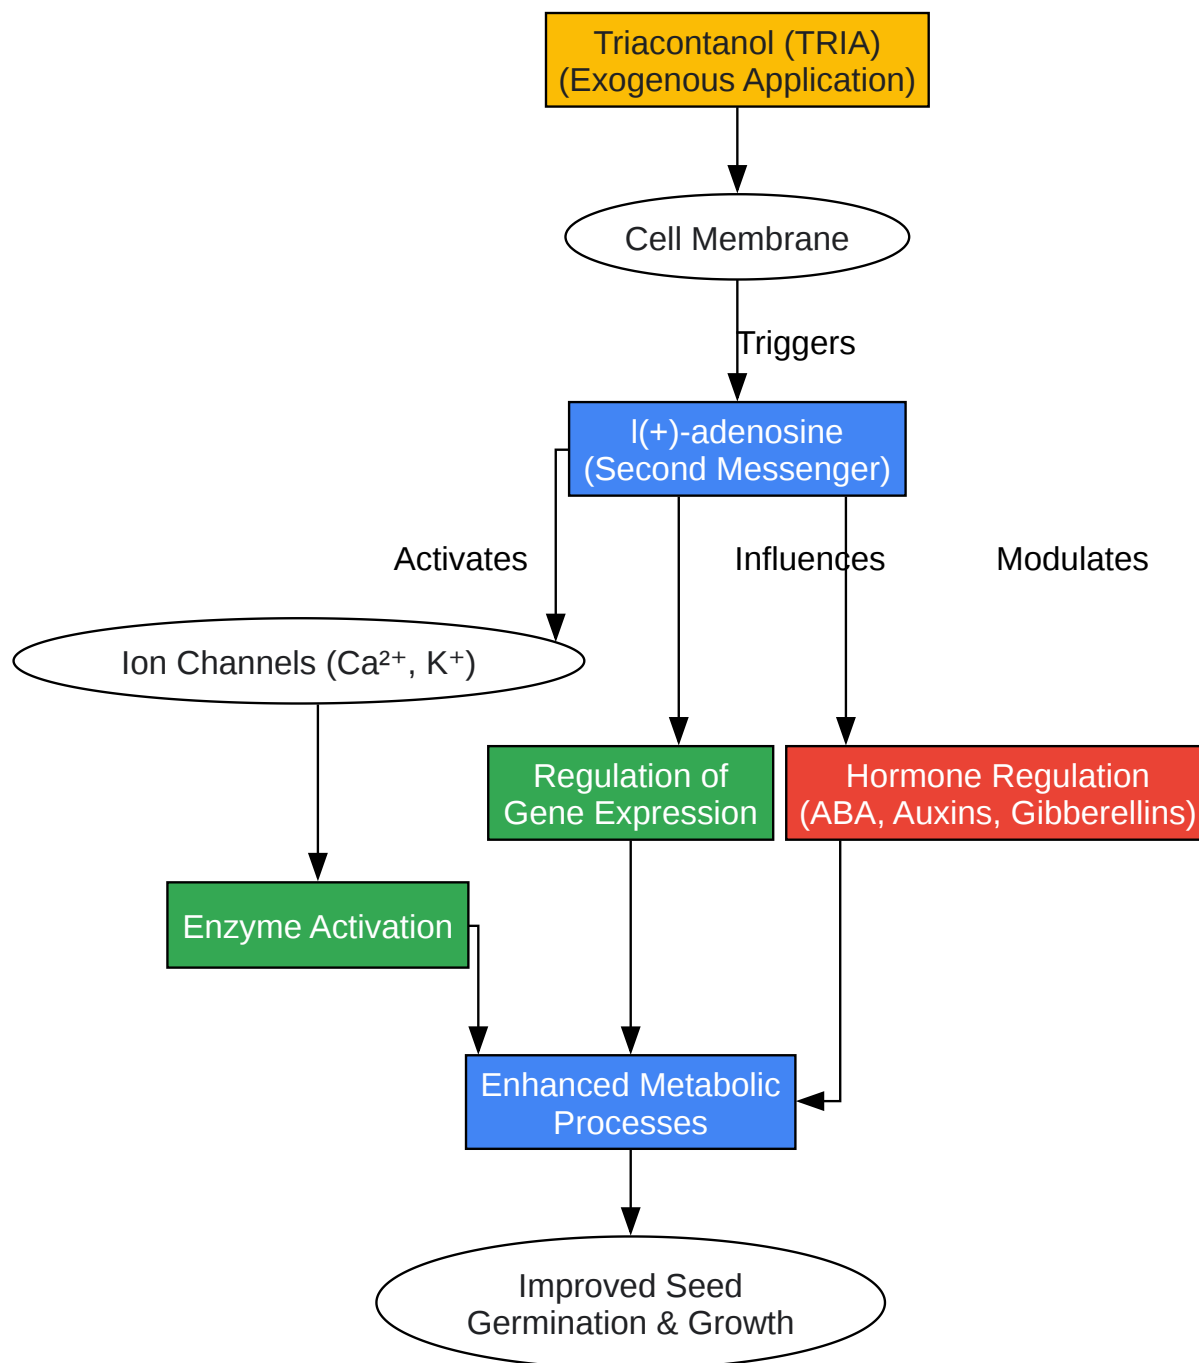 Triacontanol (TRIA)
(Exogenous Application)
Cell Membrane
Triggers
l(+)-adenosine
(Second Messenger)
Activates
Influences
Modulates
Ion Channels (Ca²⁺, K⁺)
Regulation of
Gene Expression
Hormone Regulation
(ABA, Auxins, Gibberellins)
Enzyme Activation
Enhanced Metabolic
Processes
Improved Seed
Germination & Growth